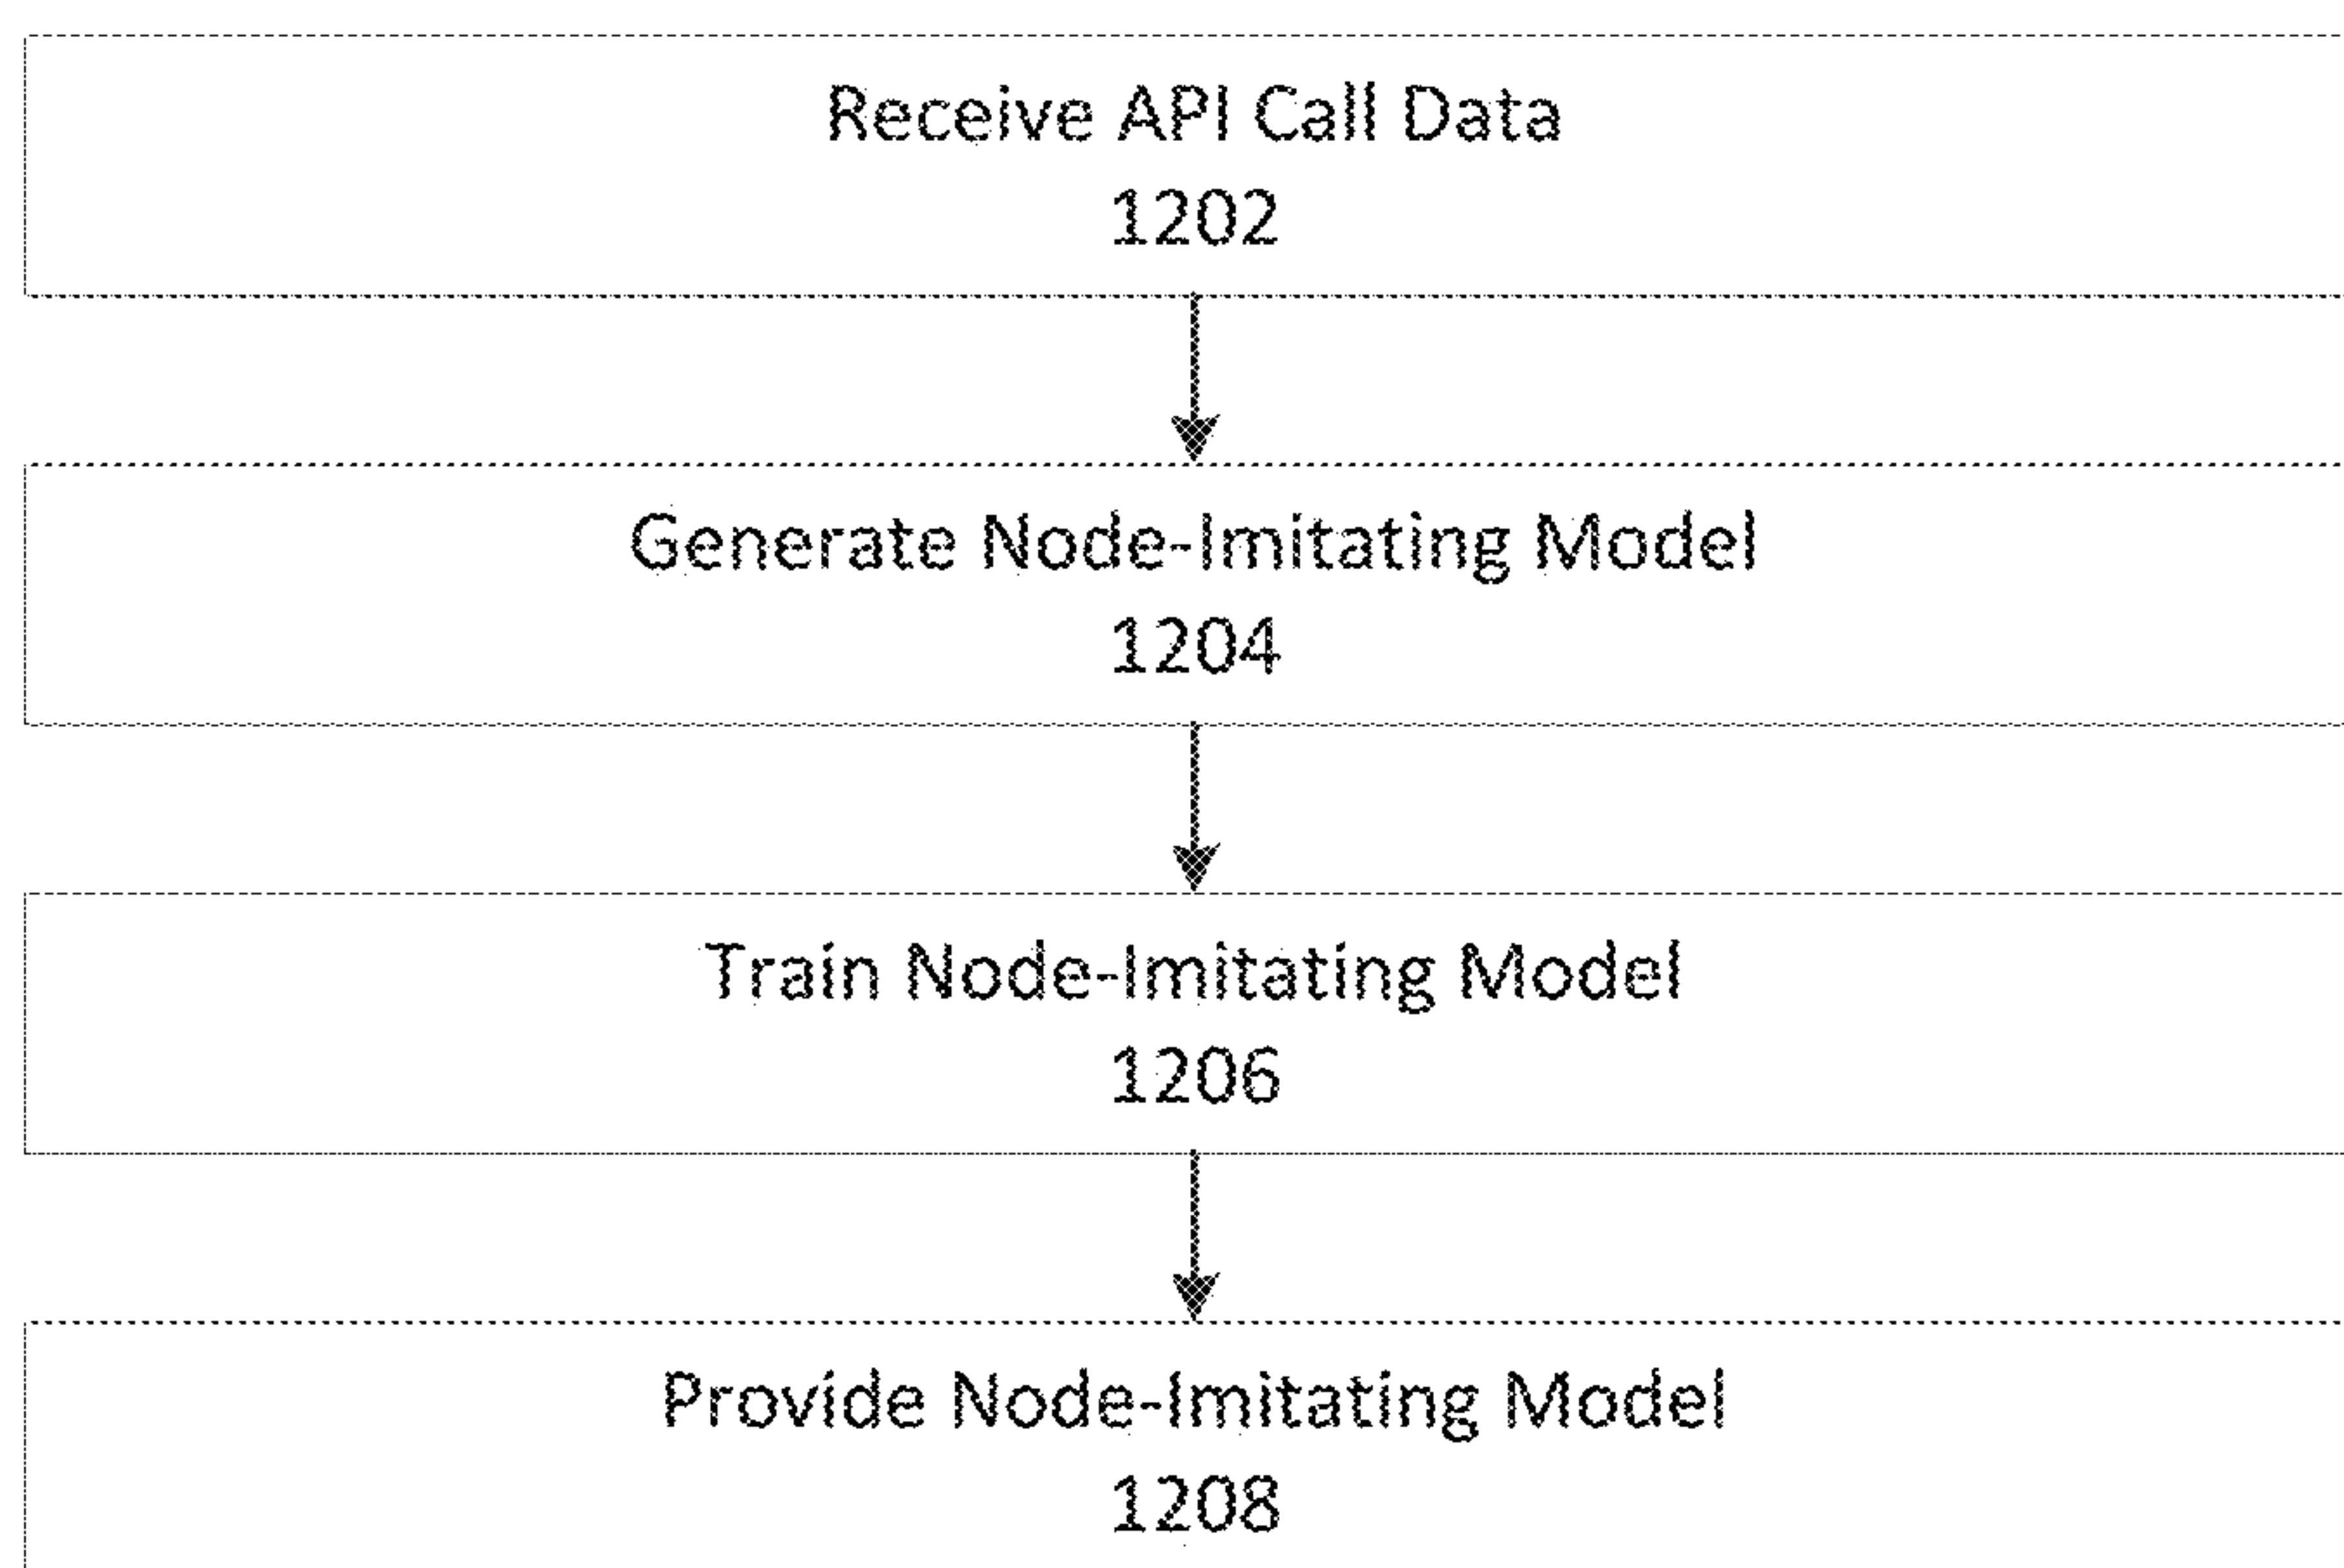 Receive API Call Data
1202
Generate Node-Imitating Model
1204
Train Node-Imitating Model
1206
Provide Node-Imitating Model
1208